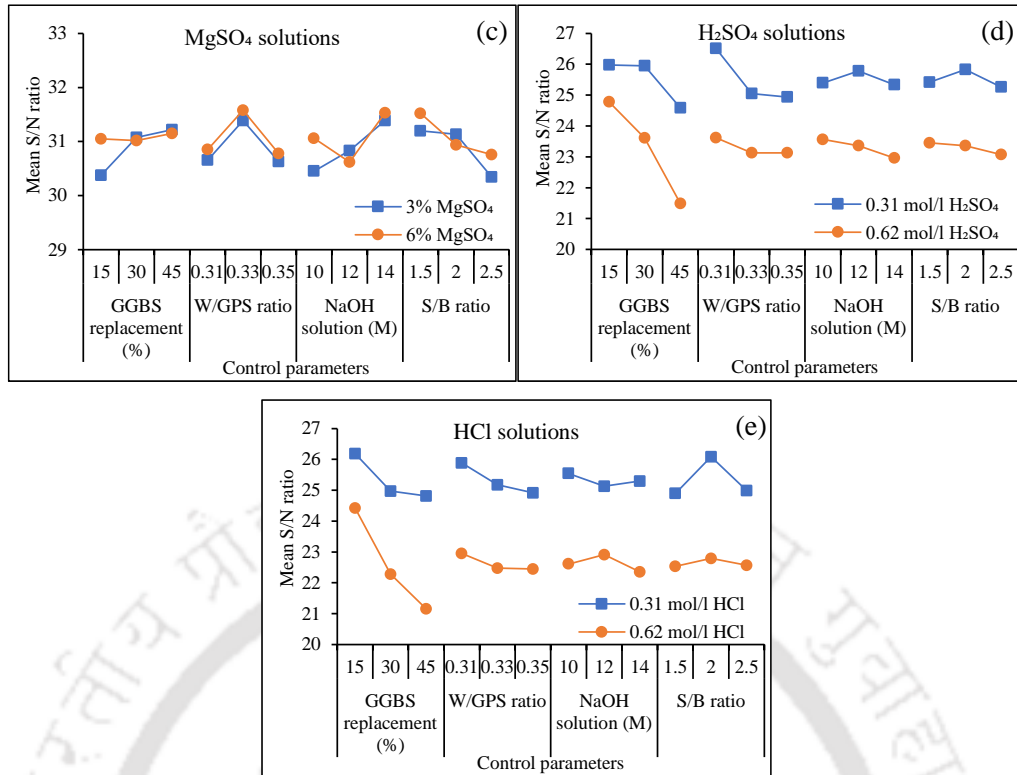 MgSO₄ solutions
(c)
Mean S/N ratio
33
32
31
30
29
3% MgSO₄
6% MgSO₄
15 30 45 0.31 0.33 0.35 10 12 14 1.5 2 2.5
GGBS replacement (%)
W/GPS ratio
NaOH solution (M)
S/B ratio
Control parameters
H₂SO₄ solutions
(d)
Mean S/N ratio
27
26
25
24
23
22
21
20
0.31 mol/l H₂SO₄
0.62 mol/l H₂SO₄
15 30 45 0.31 0.33 0.35 10 12 14 1.5 2 2.5
GGBS replacement (%)
W/GPS ratio
NaOH solution (M)
S/B ratio
Control parameters
HCl solutions
(e)
Mean S/N ratio
27
26
25
24
23
22
21
20
0.31 mol/l HCl
0.62 mol/l HCl
15 30 45 0.31 0.33 0.35 10 12 14 1.5 2 2.5
GGBS replacement (%)
W/GPS ratio
NaOH solution (M)
S/B ratio
Control parameters